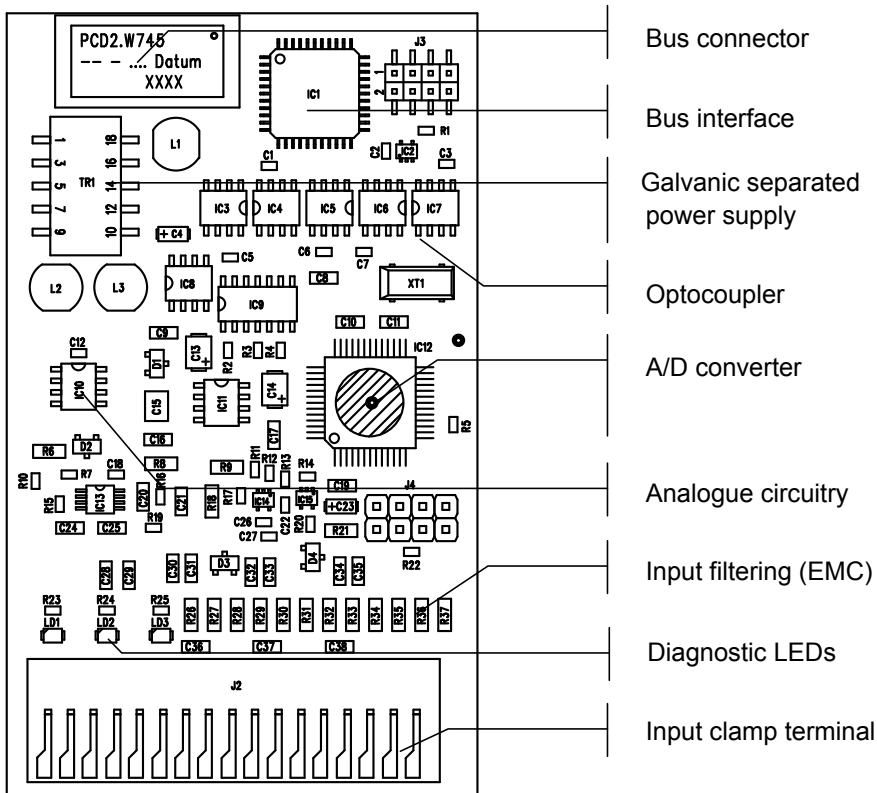 PCD2.W745
-- - .... Datum
XXXX
Bus connector
J3
1
2
IC1
Bus interface
L1
R1
C2
IC2
C1
C3
1
18
3
16
5
TR1
14
7
12
9
10
Galvanic separated
power supply
IC3
IC4
IC5
IC6
IC7
+ C4
C5
C6
C7
IC8
C8
XT1
L2
L3
IC9
Optocoupler
C9
C10
C11
C12
D1
C13
+
R2
R3
R4
IC12
A/D converter
IC10
C15
IC11
C14
+
C16
C17
R5
R6
D2
R8
R9
R11
R12
R13
R14
R10
R7
C18
R16
C19
J4
Analogue circuitry
R15
IC13
C20
C21
R18
R17
IC14
C22
IC15
+C23
C24
C25
R19
C26
C27
R20
R21
R22
C28
C29
C30
C31
D3
C32
C33
D4
C34
C35
Input filtering (EMC)
R23
R24
R25
R26
R27
R28
R29
R30
R31
R32
R33
R34
R35
R36
R37
LD1
LD2
LD3
C36
C37
C38
Diagnostic LEDs
J2
Input clamp terminal